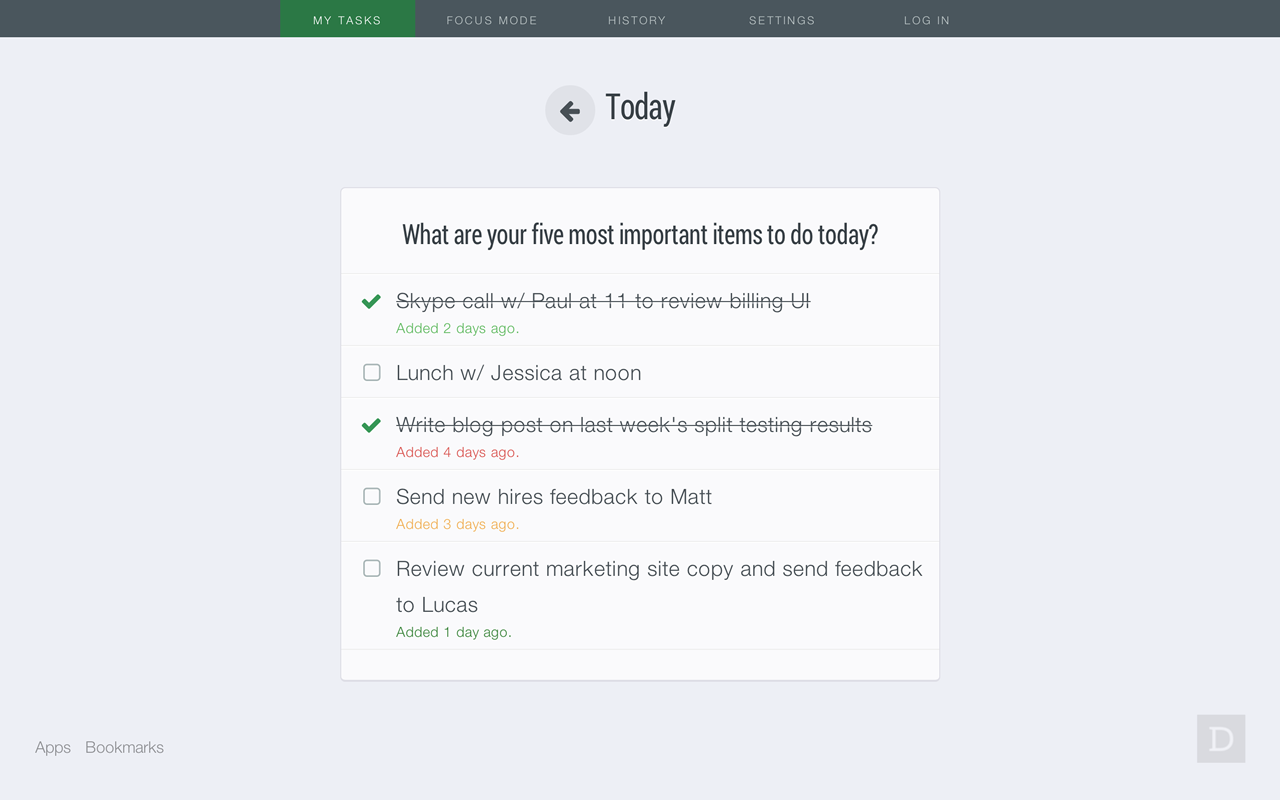 MY TASKS FOCUS MODE HISTORY SETTINGS LOG IN
Today
What are your five most important items to do today?
Skype call w/ Paul at 11 to review billing UI
Added 2 days ago.
Lunch w/ Jessica at noon
Write blog post on last week's split testing results
Added 4 days ago.
Send new hires feedback to Matt
Added 3 days ago.
Review current marketing site copy and send feedback
to Lucas
Added 1 day ago.
Apps Bookmarks
D